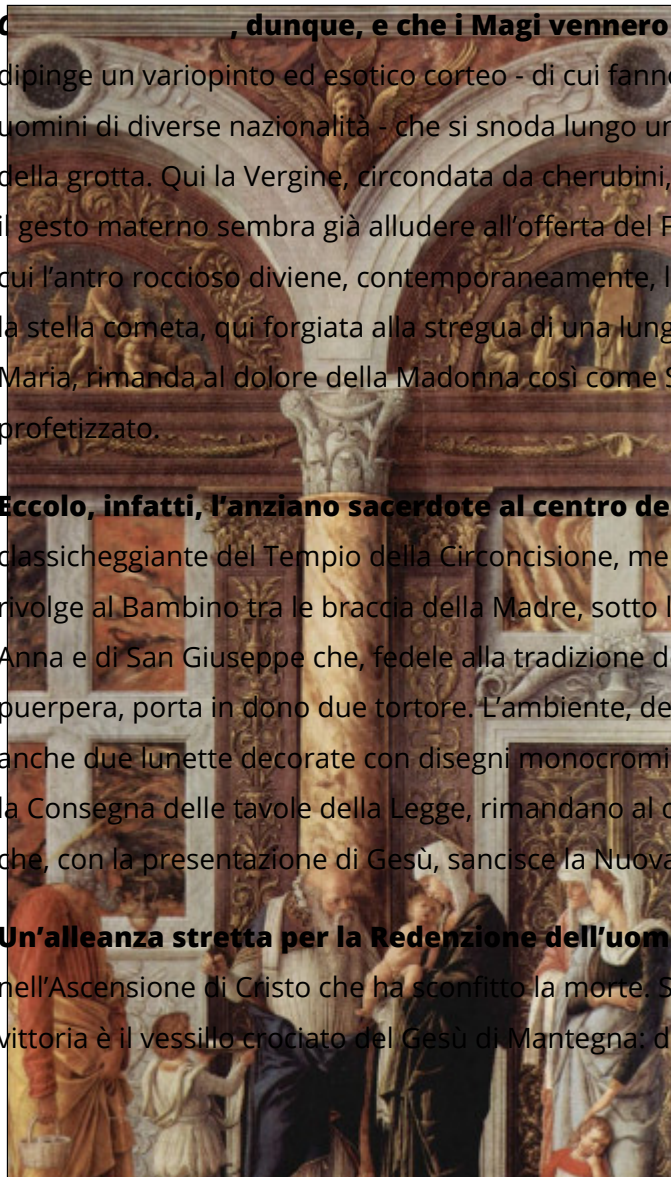 , dunque, e che i Magi vennero
dipinge un variopinto ed esotico corteo - di cui fanno
uomini di diverse nazionalità - che si snoda lungo un
della grotta. Qui la Vergine, circondata da cherubini,
il gesto materno sembra già alludere all'offerta del F
cui l'antro roccioso diviene, contemporaneamente, l
la stella cometa, qui forgiata alla stregua di una lung
Maria, rimanda al dolore della Madonna così come S
profetizzato.
Eccolo, infatti, l'anziano sacerdote al centro de
classicheggiante del Tempio della Circoncisione, me
rivolge al Bambino tra le braccia della Madre, sotto l
Anna e di San Giuseppe che, fedele alla tradizione d
puerpera, porta in dono due tortore. L'ambiente, de
anche due lunette decorate con disegni monocromi
la Consegna delle tavole della Legge, rimandano al c
che, con la presentazione di Gesù, sancisce la Nuova
Un'alleanza stretta per la Redenzione dell'uom
nell'Ascensione di Cristo che ha sconfitto la morte. S
vittoria è il vessillo crociato del Gesù di Mantegna: d